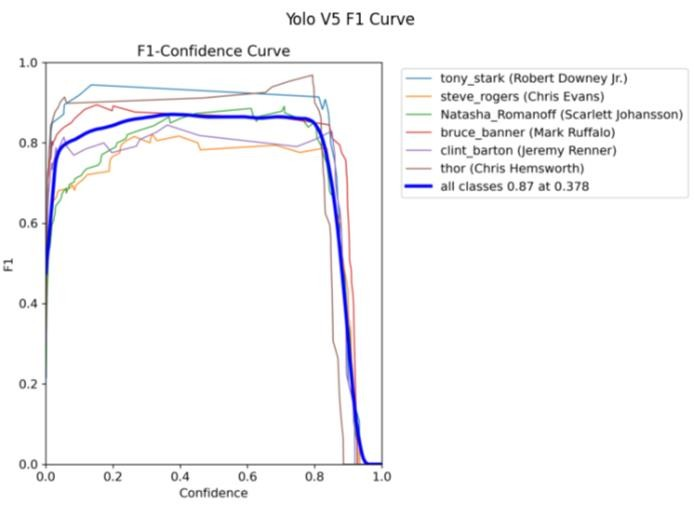 Yolo V5 F1 Curve
F1-Confidence Curve
1.0
0.8
0.6
0.4
0.2
0.0
F1
0.0 0.2 0.4 0.6 0.8 1.0
Confidence
tony_stark (Robert Downey Jr.)
steve_rogers (Chris Evans)
Natasha_Romanoff (Scarlett Johansson)
bruce_banner (Mark Ruffalo)
clint_barton (Jeremy Renner)
thor (Chris Hemsworth)
all classes 0.87 at 0.378